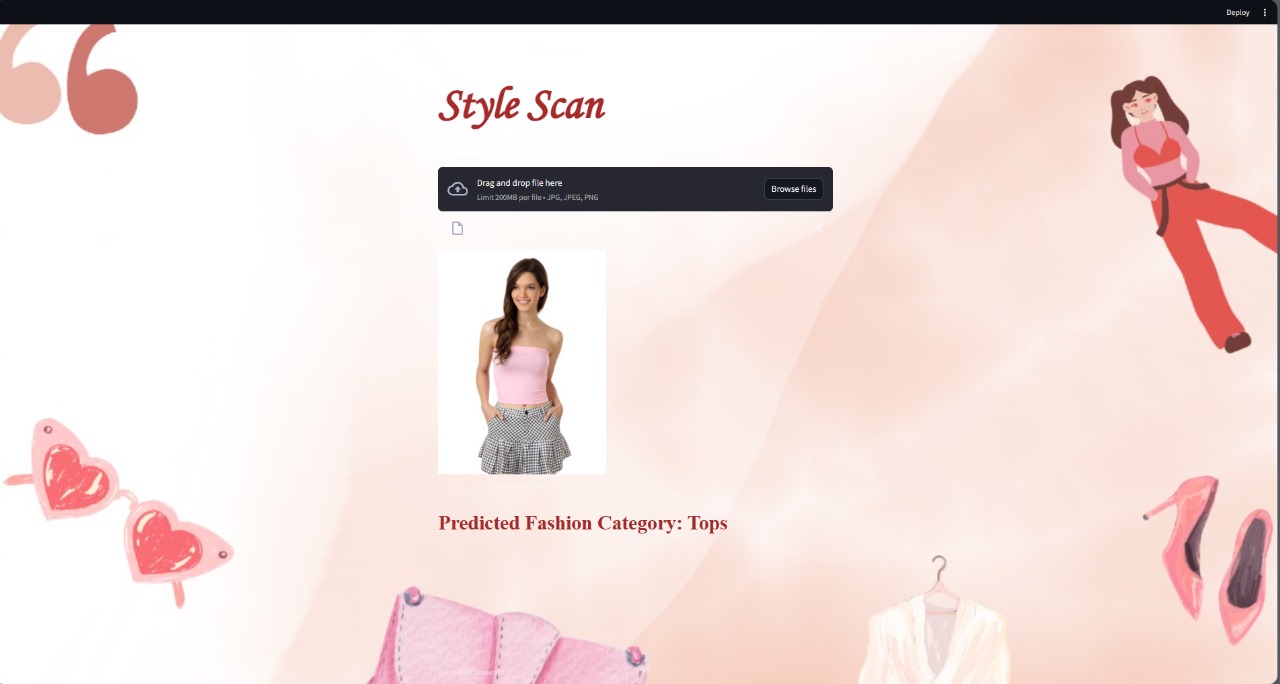 Deploy
Style Scan
Drag and drop file here
Limit 200MB per file • JPG, JPEG, PNG
Browse files
Predicted Fashion Category: Tops